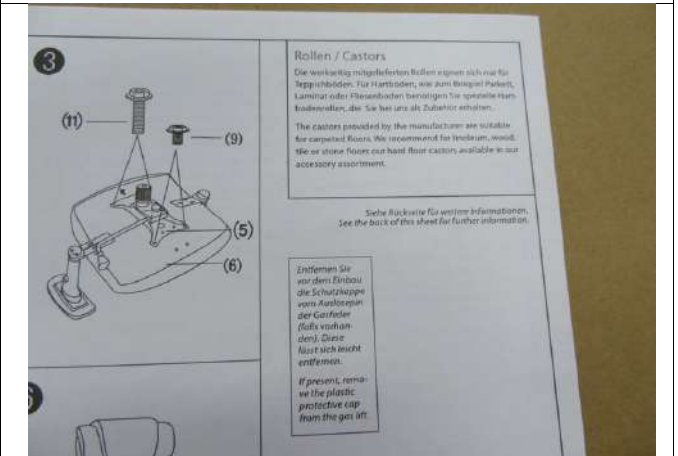 3
(11)
(9)
(5)
(6)
Rollen / Castors
Die werkseitig mitgelieferten Rollen eignen sich nur für
Teppichböden. Für Hartböden, wie zum Beispiel Parkett,
Laminat oder Fliesenboden benötigen Sie spezielle Hart-
bodenrollen, die Sie bei uns als Zubehör erhalten.
The castors provided by the manufacturer are suitable
for carpeted floors. We recommend for linoleum, wood,
tile or stone floors our hard floor castors available in our
accessory assortment.
Siehe Rückseite für weitere Informationen.
See the back of this sheet for further information.
Entfernen Sie
vor dem Einbau
die Schutzkappe
vom Auslösepin
der Gasfeder
(falls vorhan-
den). Diese
lässt sich leicht
entfernen.
If present, remo-
ve the plastic
protective cap
from the gas lift.